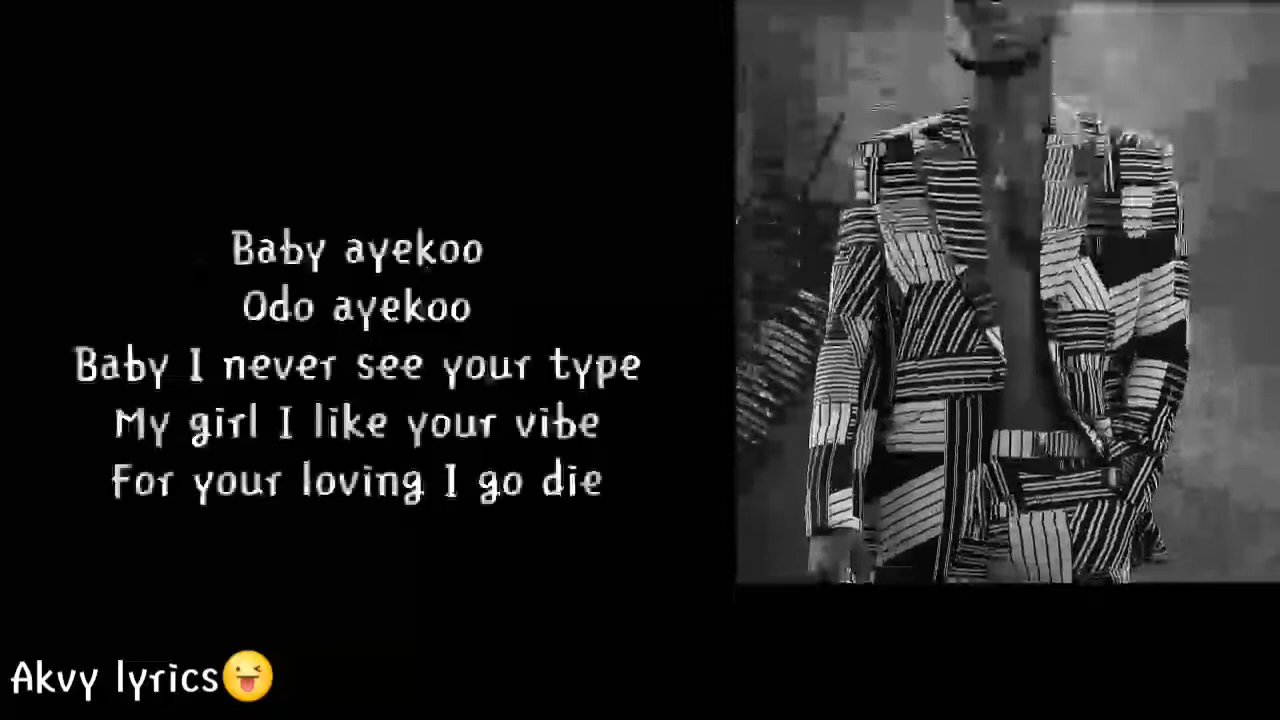 Baby ayekoo
Odo ayekoo
Baby I never see your type
My girl I like your vibe
For your loving I go die
Akvy lyrics😜